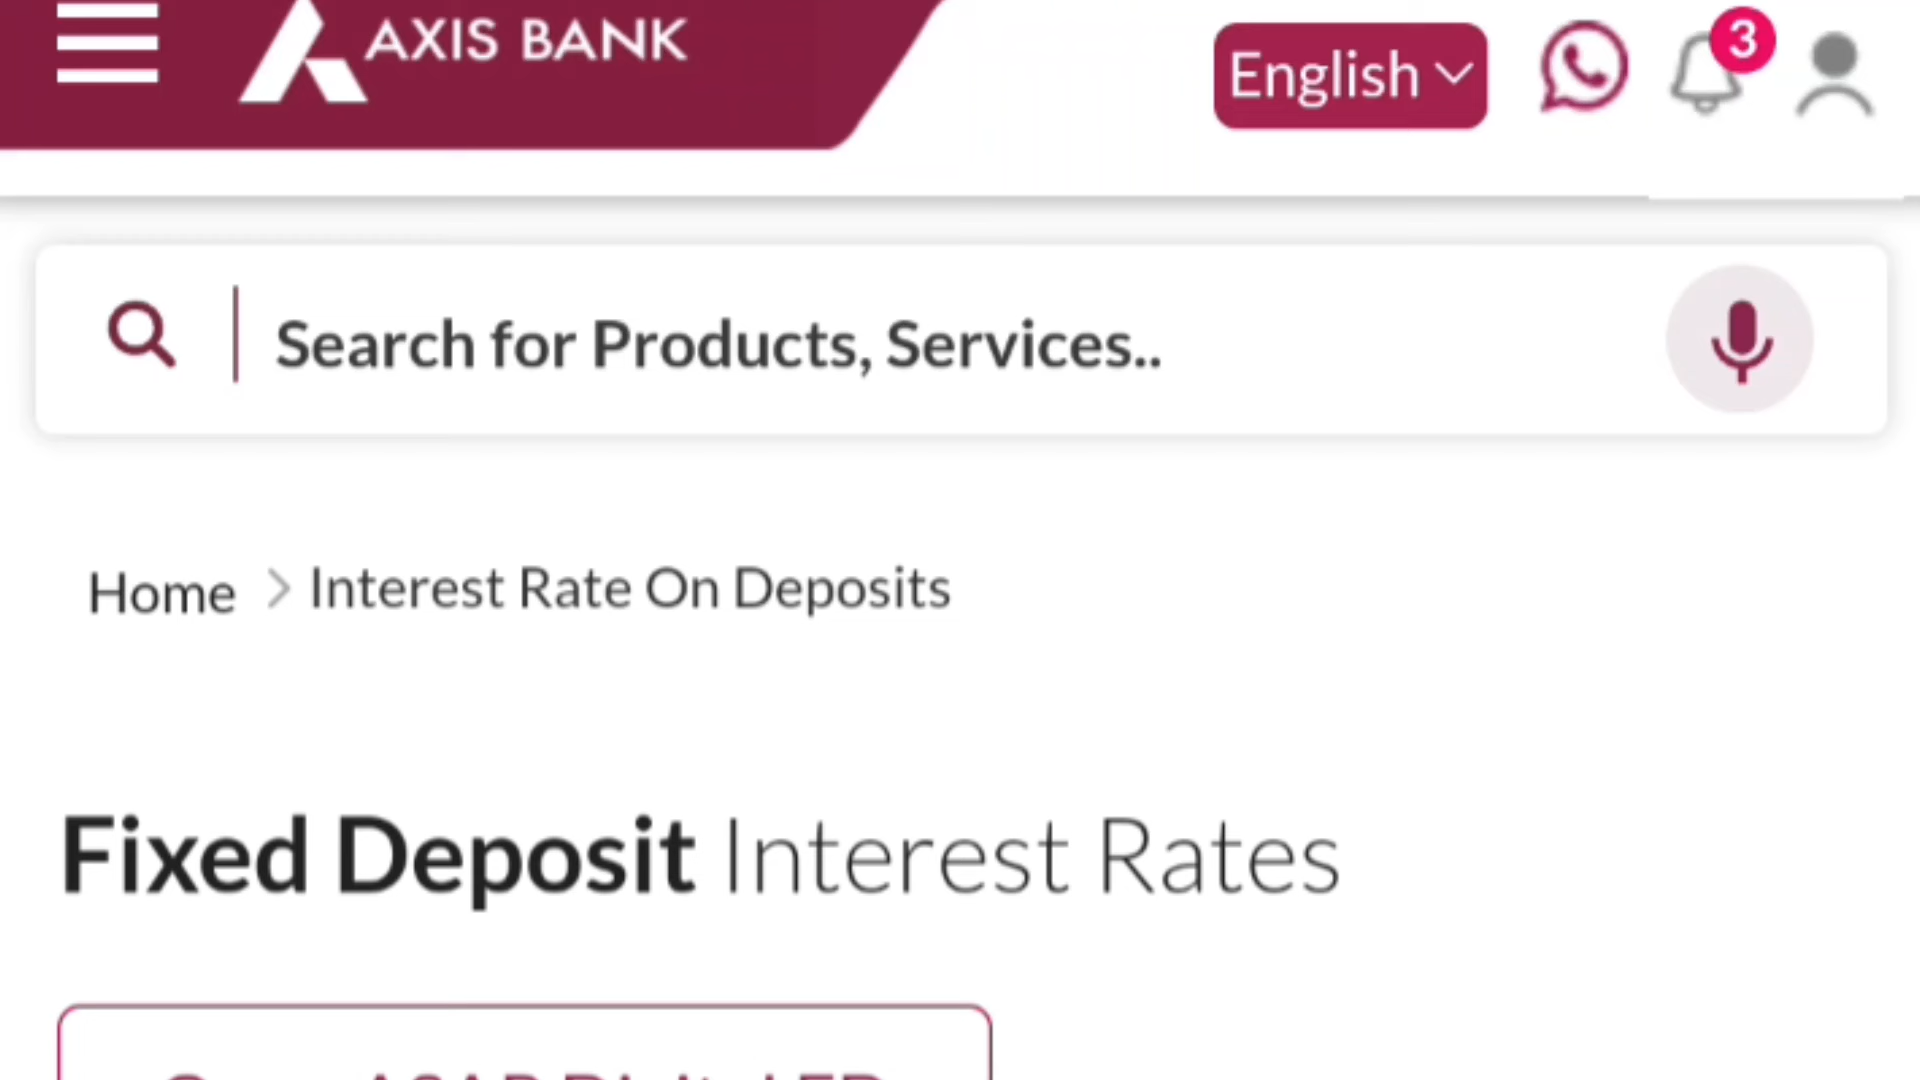 AXIS BANK
English
3
Search for Products, Services..
Home > Interest Rate On Deposits
Fixed Deposit Interest Rates